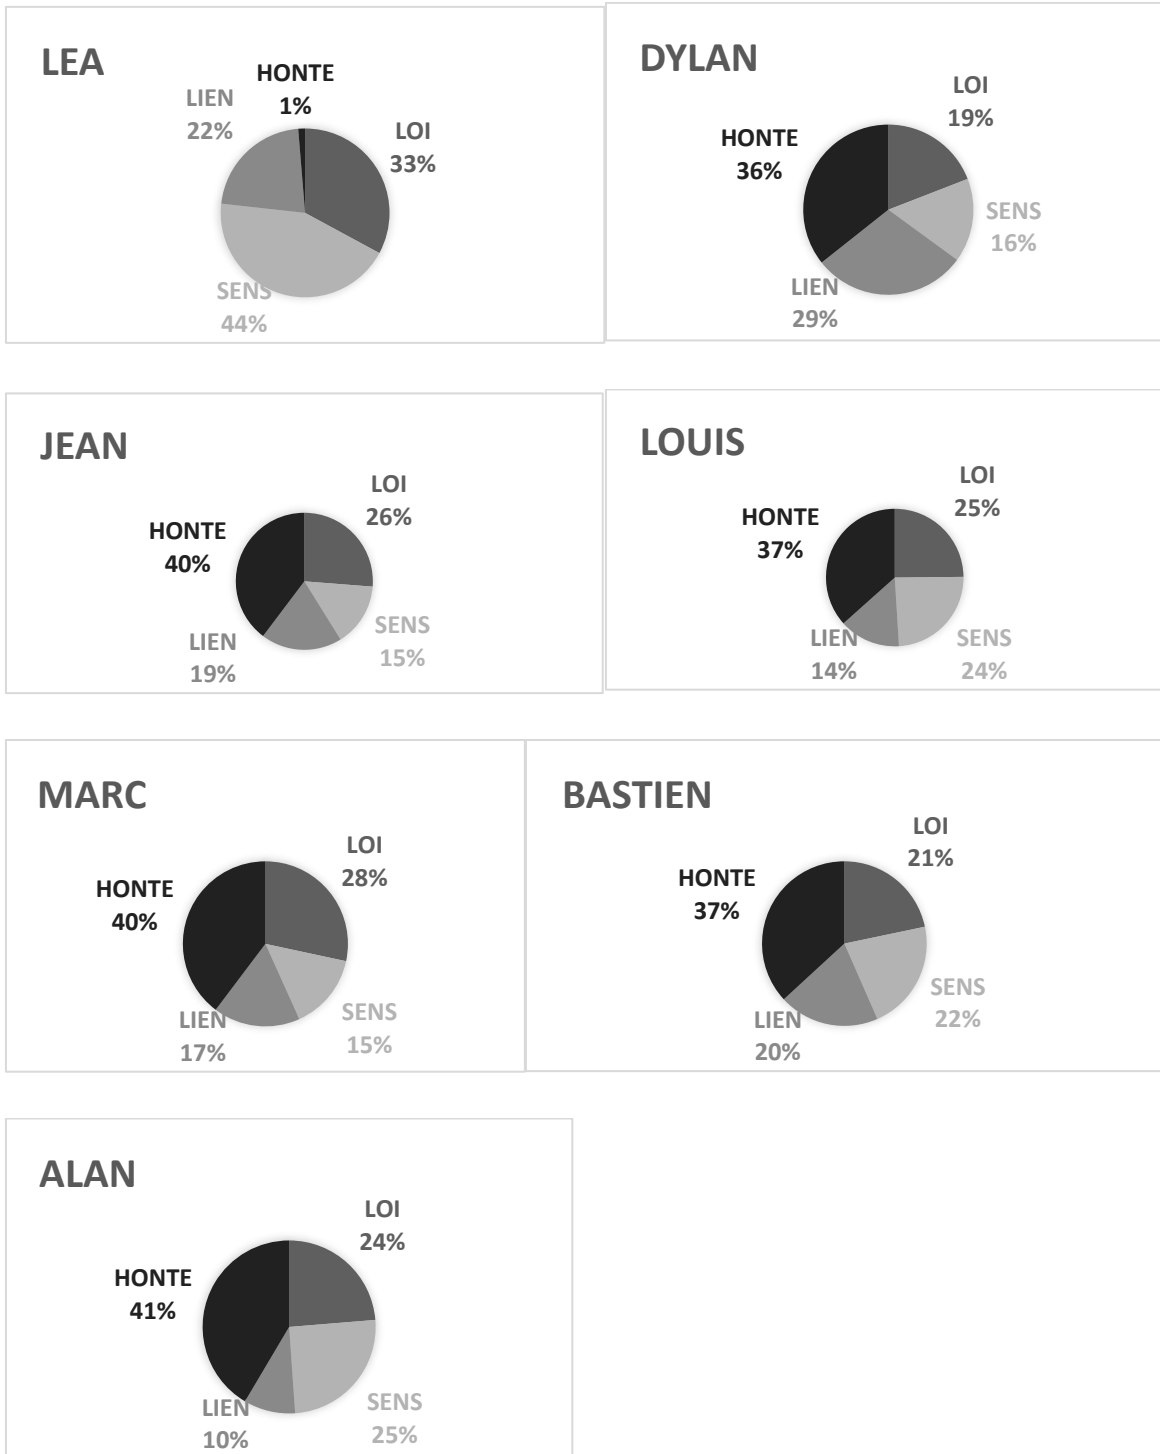 LEA
HONTE
1%
LIEN
22%
LOI
33%
SENS
44%
DYLAN
LOI
19%
HONTE
36%
SENS
16%
LIEN
29%
JEAN
LOI
26%
HONTE
40%
SENS
15%
LIEN
19%
LOUIS
LOI
25%
HONTE
37%
LIEN
14%
SENS
24%
MARC
LOI
28%
HONTE
40%
SENS
15%
LIEN
17%
BASTIEN
LOI
21%
HONTE
37%
SENS
22%
LIEN
20%
ALAN
LOI
24%
HONTE
41%
SENS
25%
LIEN
10%